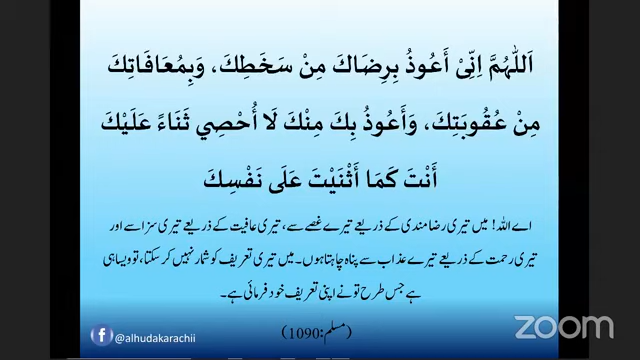 اَللّٰہُمَّ اِنِّیْ أَعُوذُ بِرِضَاكَ مِنْ سَخَطِكَ، وَبِمُعَافَاتِكَ
مِنْ عُقُوبَتِكَ، وَأَعُوذُ بِكَ مِنْكَ لَا أُحْصِي ثَنَاءً عَلَيْكَ
أَنْتَ كَمَا أَثْنَيْتَ عَلَى نَفْسِكَ
اے اللہ! میں تیری رضا مندی کے ذریعے تیرے غصے سے، تیری عافیت کے ذریعے تیری سزا سے اور
تیری رحمت کے ذریعے تیرے عذاب سے پناہ چاہتا ہوں۔ میں تیری تعریف کو شمار نہیں کر سکتا، تو ویسا ہی
ہے جس طرح تو نے اپنی تعریف خود فرمائی ہے۔
(مسلم:1090)
@alhudakarachii
zoom